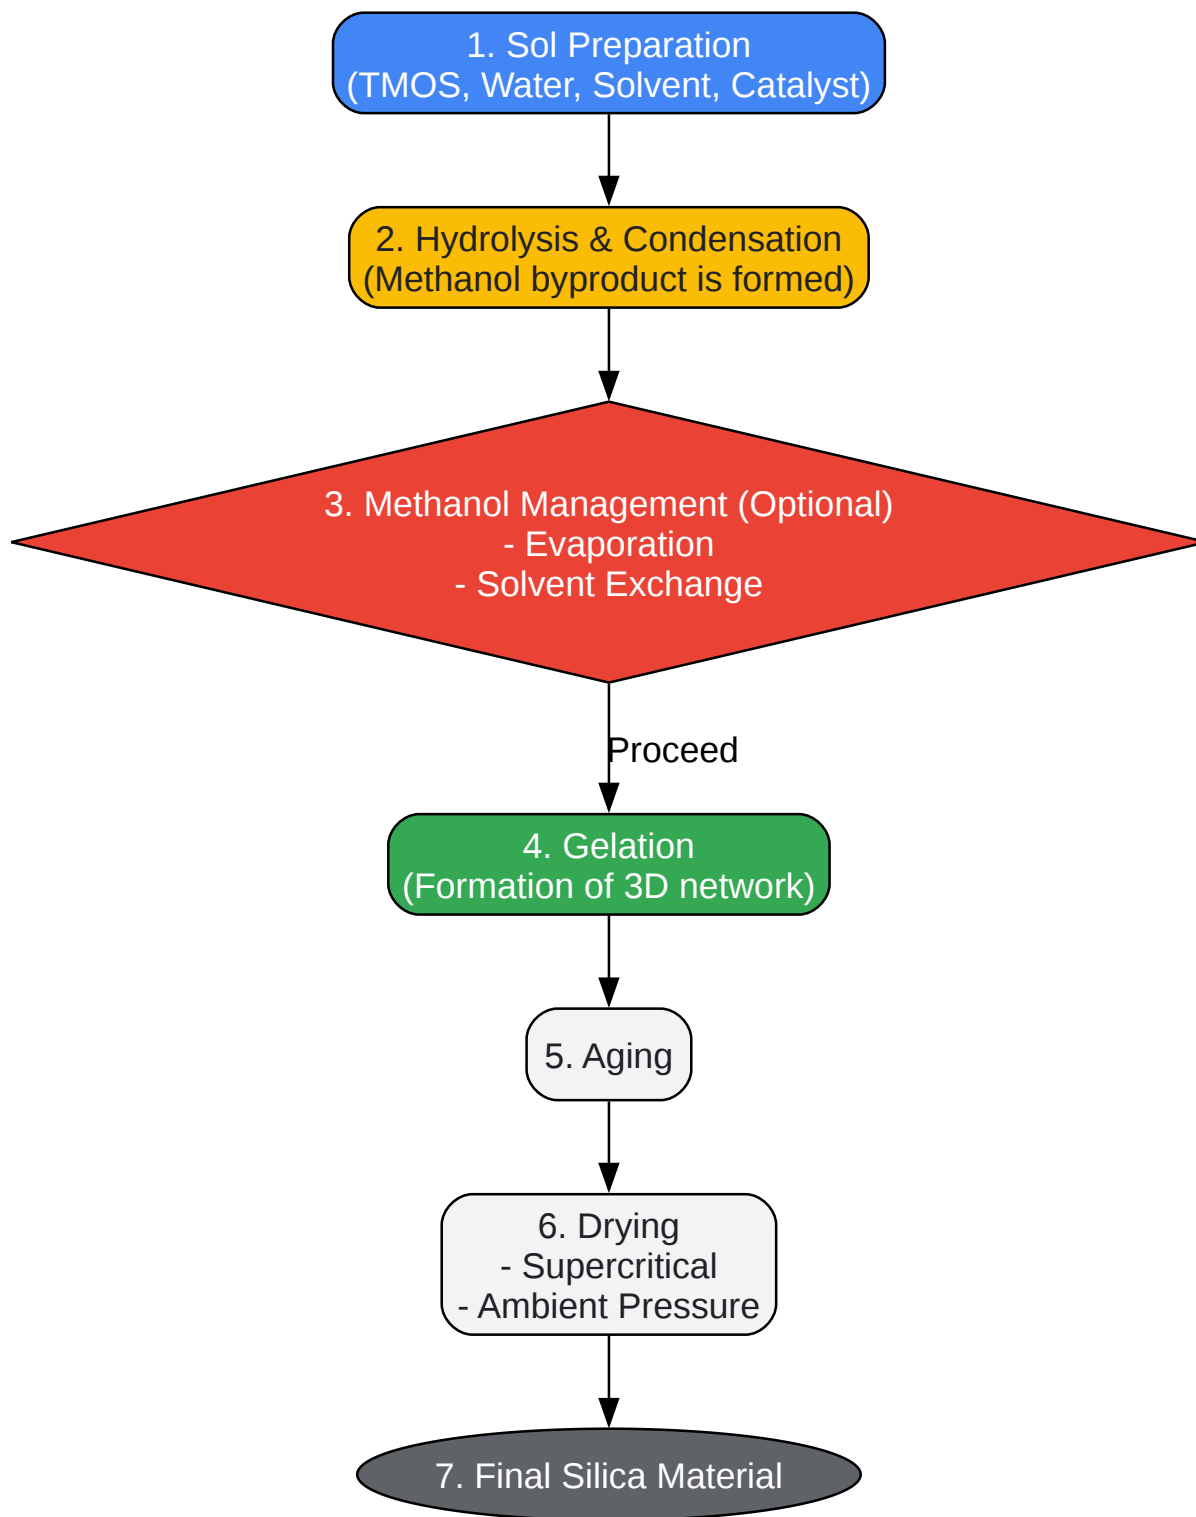 1. Sol Preparation
(TMOS, Water, Solvent, Catalyst)
2. Hydrolysis & Condensation
(Methanol byproduct is formed)
3. Methanol Management (Optional)
- Evaporation
- Solvent Exchange
Proceed
4. Gelation
(Formation of 3D network)
5. Aging
6. Drying
- Supercritical
- Ambient Pressure
7. Final Silica Material